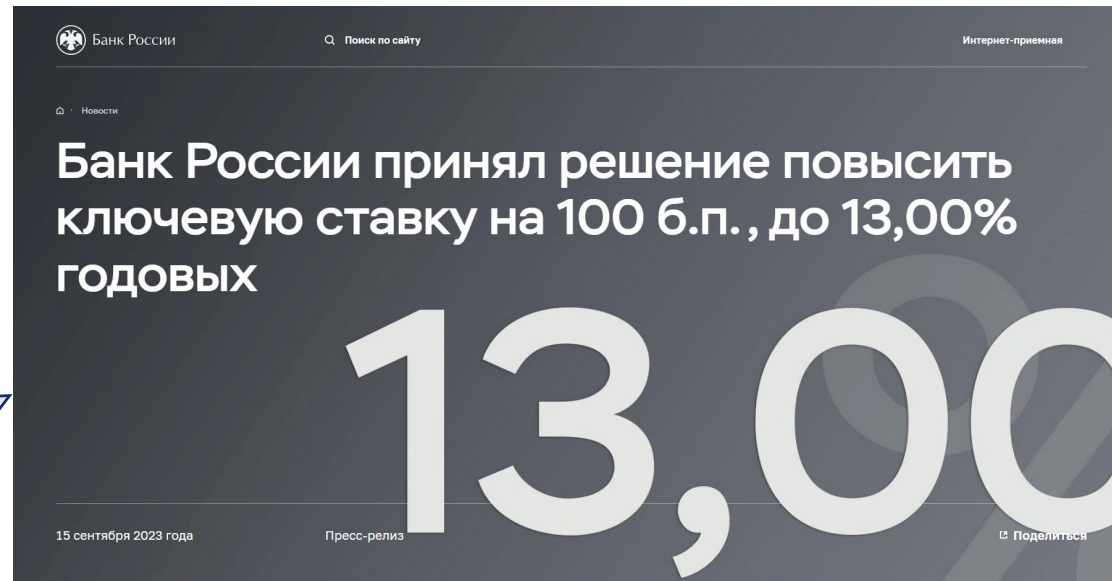 Банк России
Поиск по сайту
Интернет-приемная
Новости
Банк России принял решение повысить
ключевую ставку на 100 б.п., до 13,00%
годовых
13,00
%
15 сентября 2023 года
Пресс-релиз
Поделиться